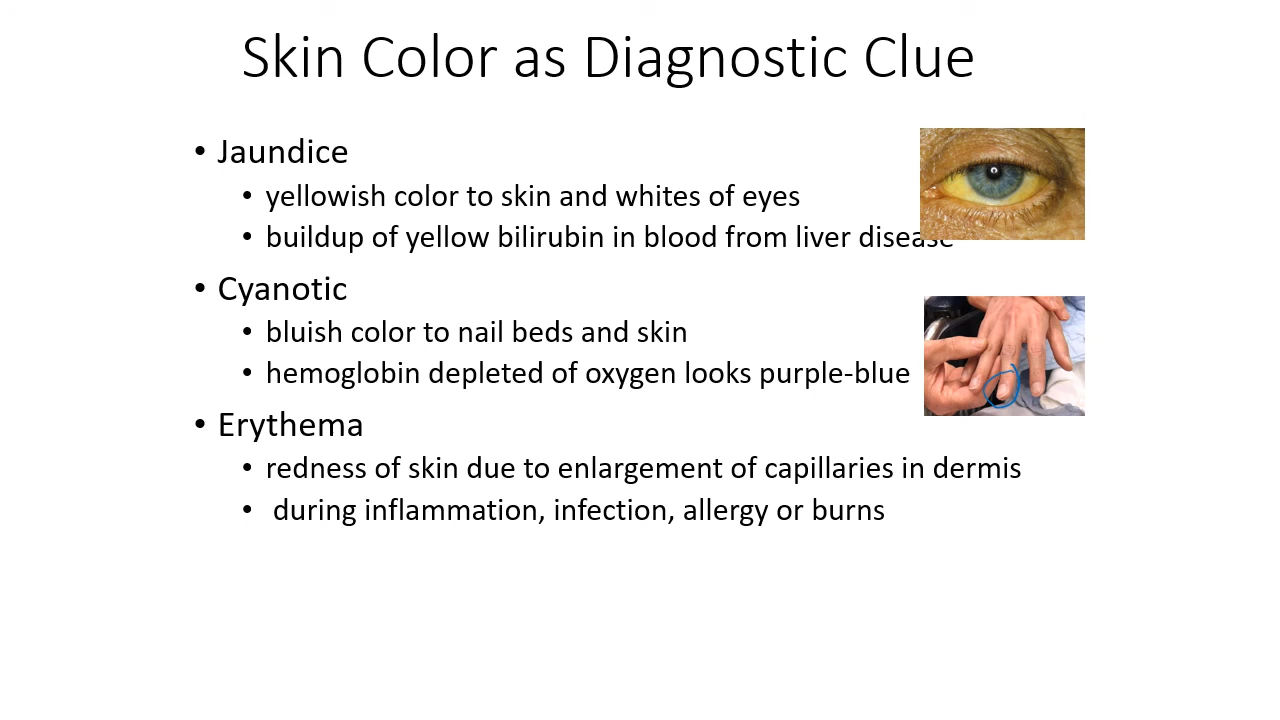 Skin Color as Diagnostic Clue
• Jaundice
• yellowish color to skin and whites of eyes
• buildup of yellow bilirubin in blood from liver disease
• Cyanotic
• bluish color to nail beds and skin
• hemoglobin depleted of oxygen looks purple-blue
• Erythema
• redness of skin due to enlargement of capillaries in dermis
• during inflammation, infection, allergy or burns